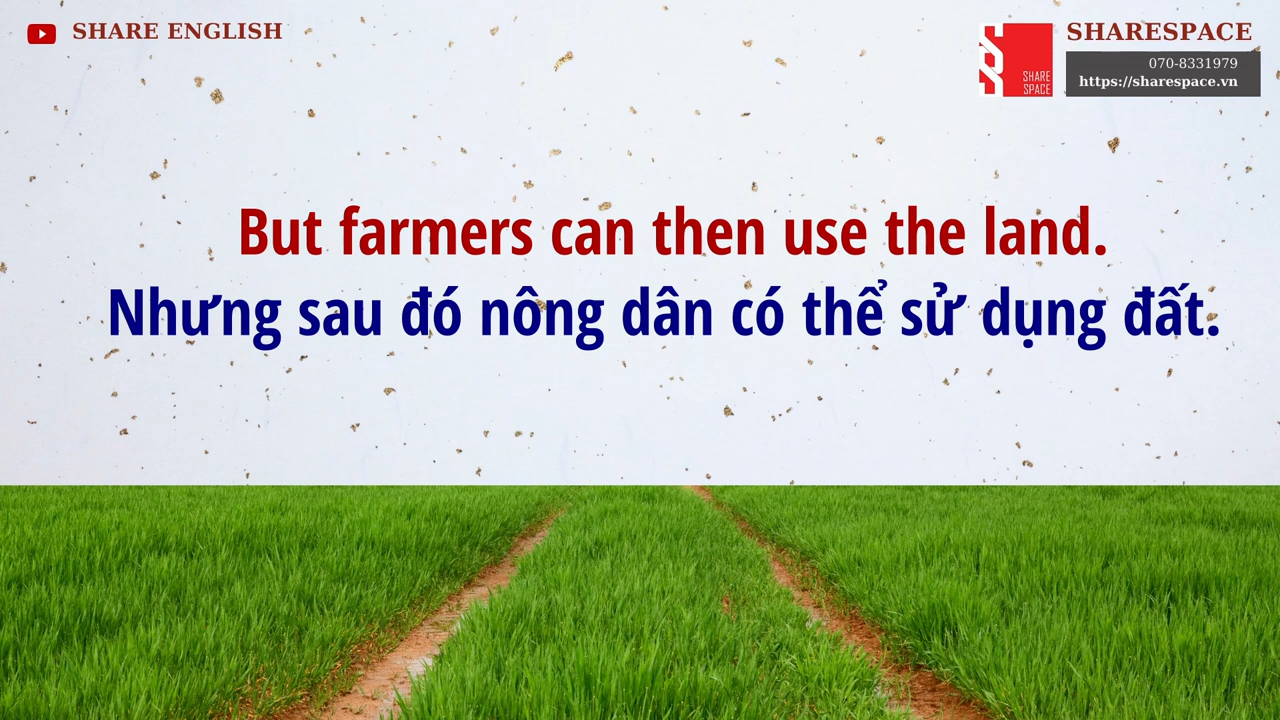 SHARE ENGLISH
SHARESPACE
070-8331979
https://sharespace.vn
SHARE
SPACE
But farmers can then use the land.
Nhưng sau đó nông dân có thể sử dụng đất.